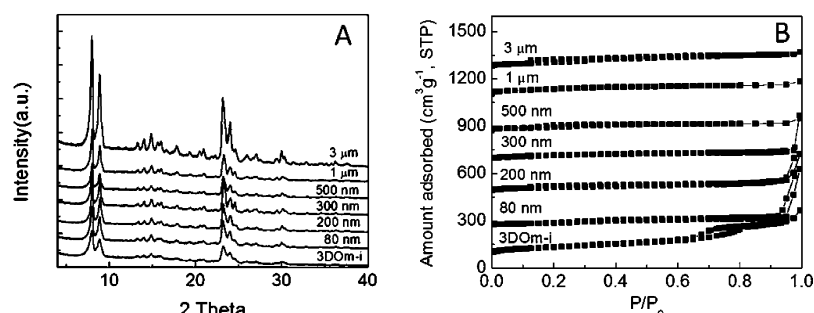 A
Intensity(a.u.)
3 μm
1 μm
500 nm
300 nm
200 nm
80 nm
3DOm-i
10
20
30
40
2 Theta
B
Amount adsorbed (cm³g⁻¹, STP)
1500
1200
900
600
300
0
3 μm
1 μm
500 nm
300 nm
200 nm
80 nm
3DOm-i
0.0
0.2
0.4
0.6
0.8
1.0
P/P₀